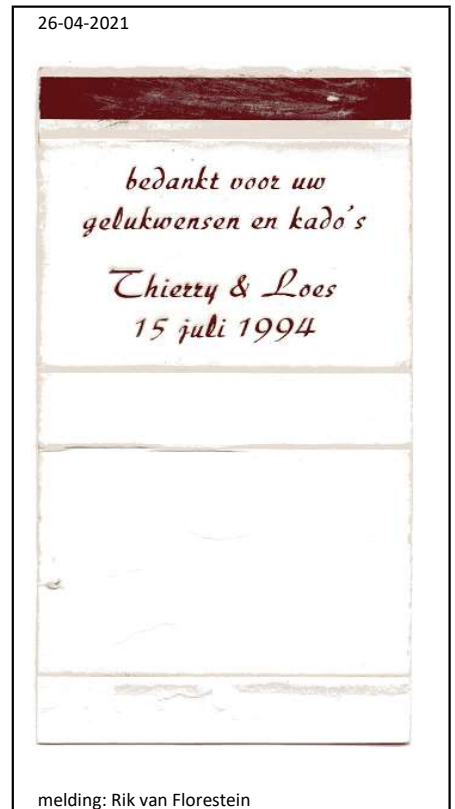 26-04-2021
bedankt voor uw
gelukwensen en kado's
Thierry & Loes
15 juli 1994
melding: Rik van Florestein